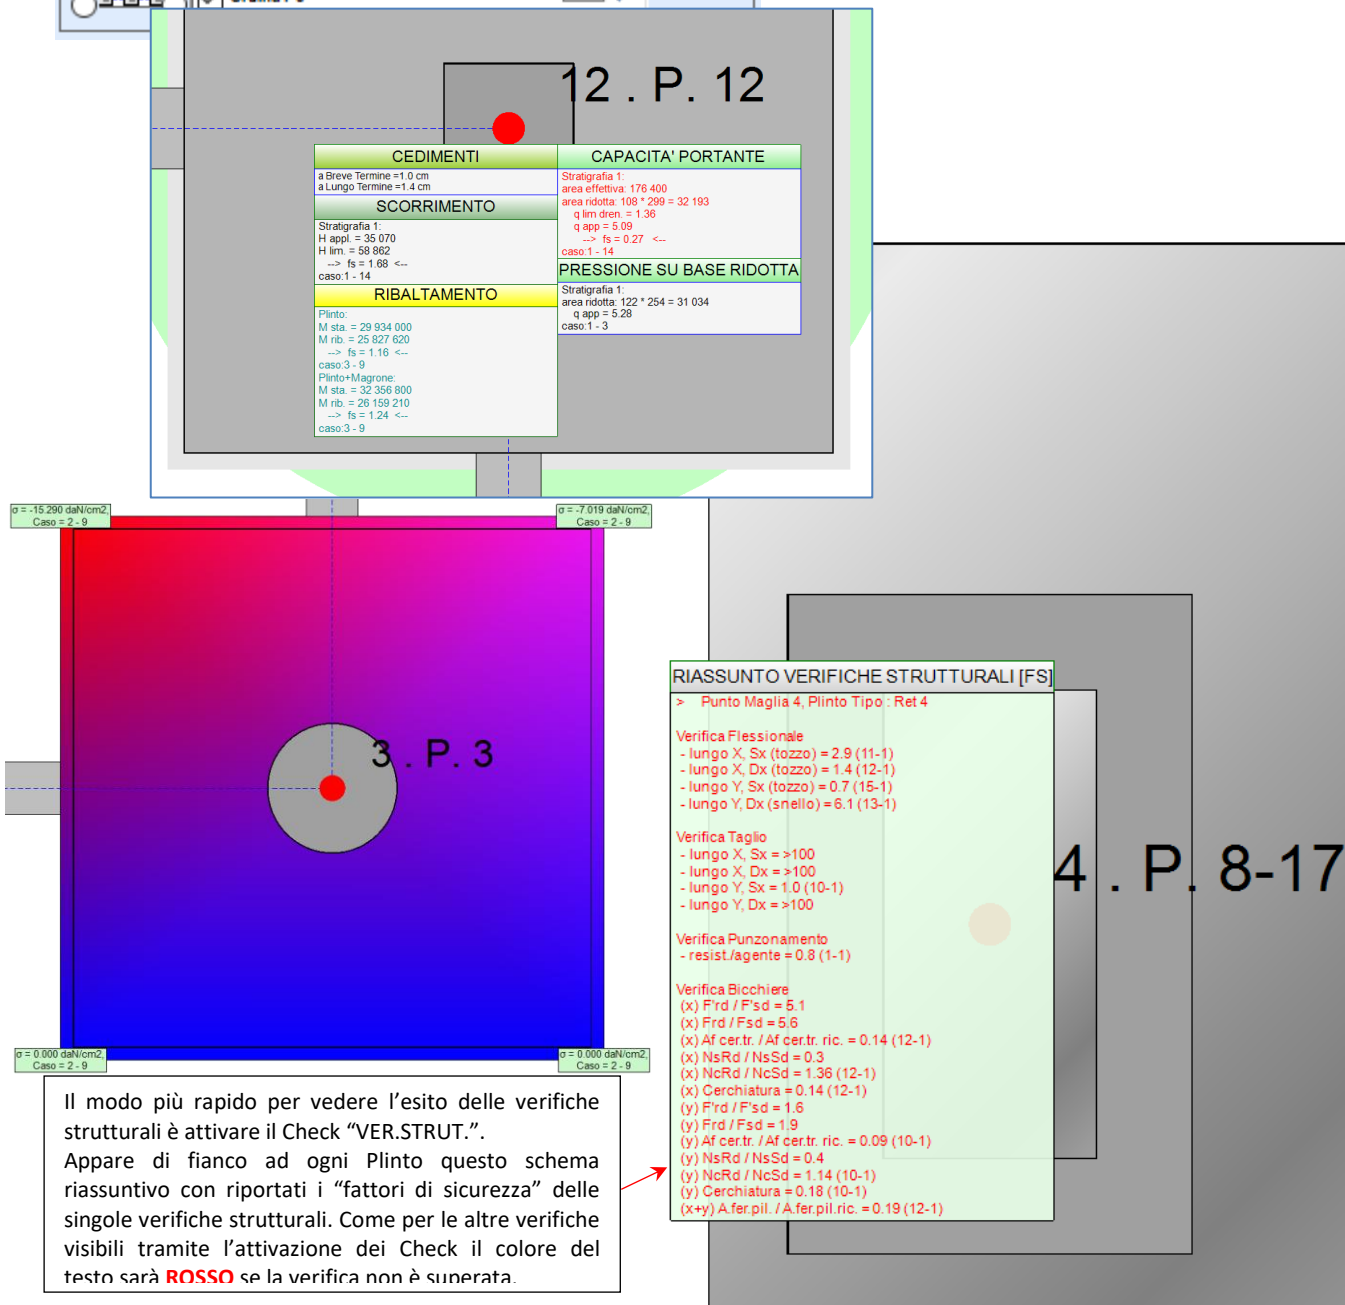 12 . P. 12
CEDIMENTI
a Breve Termine =1.0 cm
a Lungo Termine =1.4 cm
SCORRIMENTO
Stratigrafia 1:
H appl. = 35 070
H lim. = 58 862
--> fs = 1.68 <--
caso:1 - 14
RIBALTAMENTO
Plinto:
M sta. = 29 934 000
M rib. = 25 827 620
--> fs = 1.16 <--
caso:3 - 9
Plinto+Magrone:
M sta. = 32 356 800
M rib. = 26 159 210
--> fs = 1.24 <--
caso:3 - 9
CAPACITA' PORTANTE
Stratigrafia 1:
area effettiva: 176 400
area ridotta: 108 * 299 = 32 193
q lim dren. = 1.36
q app = 5.09
--> fs = 0.27 <--
caso:1 - 14
PRESSIONE SU BASE RIDOTTA
Stratigrafia 1:
area ridotta: 122 * 254 = 31 034
q app = 5.28
caso:1 - 3
σ = -15.290 daN/cm2,
Caso = 2 - 9
σ = -7.019 daN/cm2,
Caso = 2 - 9
3 . P. 3
σ = 0.000 daN/cm2,
Caso = 2 - 9
σ = 0.000 daN/cm2,
Caso = 2 - 9
RIASSUNTO VERIFICHE STRUTTURALI [FS]
> Punto Maglia 4, Plinto Tipo : Ret 4
Verifica Flessionale
- lungo X, Sx (tozzo) = 2.9 (11-1)
- lungo X, Dx (tozzo) = 1.4 (12-1)
- lungo Y, Sx (tozzo) = 0.7 (15-1)
- lungo Y, Dx (snello) = 6.1 (13-1)
Verifica Taglio
- lungo X, Sx = >100
- lungo X, Dx = >100
- lungo Y, Sx = 1.0 (10-1)
- lungo Y, Dx = >100
Verifica Punzonamento
- resist./agente = 0.8 (1-1)
Verifica Bicchiere
(x) F'rd / F'sd = 5.1
(x) Frd / Fsd = 5.6
(x) Af cer.tr. / Af cer.tr. ric. = 0.14 (12-1)
(x) NsRd / NsSd = 0.3
(x) NcRd / NcSd = 1.36 (12-1)
(x) Cerchiatura = 0.14 (12-1)
(y) F'rd / F'sd = 1.6
(y) Frd / Fsd = 1.9
(y) Af cer.tr. / Af cer.tr. ric. = 0.09 (10-1)
(y) NsRd / NsSd = 0.4
(y) NcRd / NcSd = 1.14 (10-1)
(y) Cerchiatura = 0.18 (10-1)
(x+y) A.fer.pil. / A.fer.pil.ric. = 0.19 (12-1)
4 . P. 8-17
Il modo più rapido per vedere l'esito delle verifiche
strutturali è attivare il Check "VER.STRUT.".
Appare di fianco ad ogni Plinto questo schema
riassuntivo con riportati i "fattori di sicurezza" delle
singole verifiche strutturali. Come per le altre verifiche
visibili tramite l'attivazione dei Check il colore del
testo sarà ROSSO se la verifica non è superata.